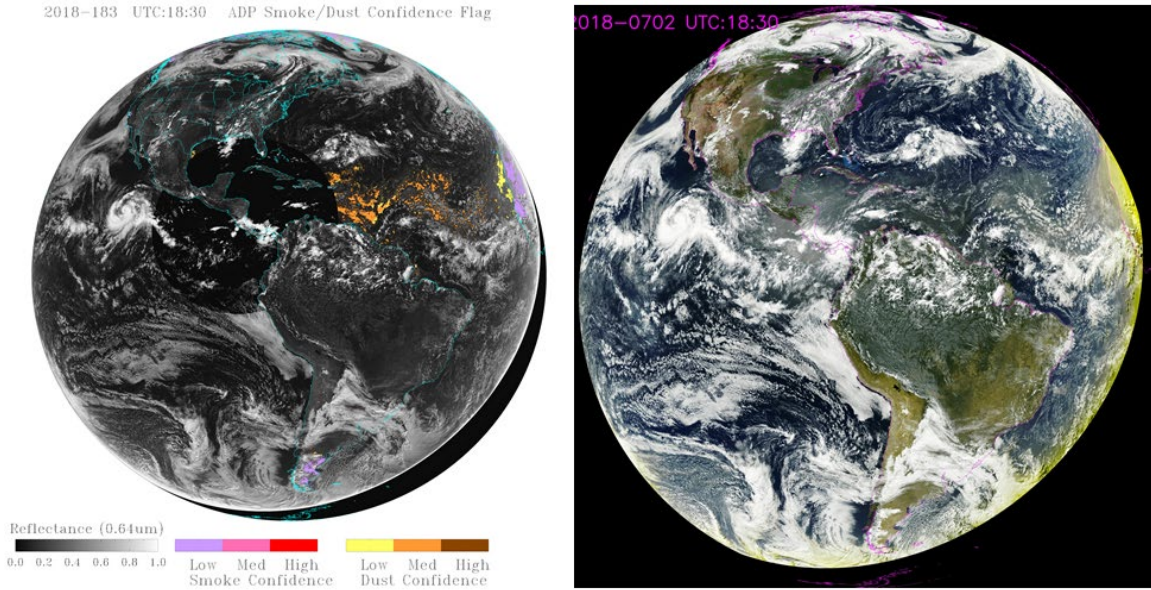 2018-183 UTC:18:30 ADP Smoke/Dust Confidence Flag
2018-0702 UTC:18:30
Reflectance (0.64um)
0.0 0.2 0.4 0.6 0.8 1.0
Low Med High
Smoke Confidence
Low Med High
Dust Confidence